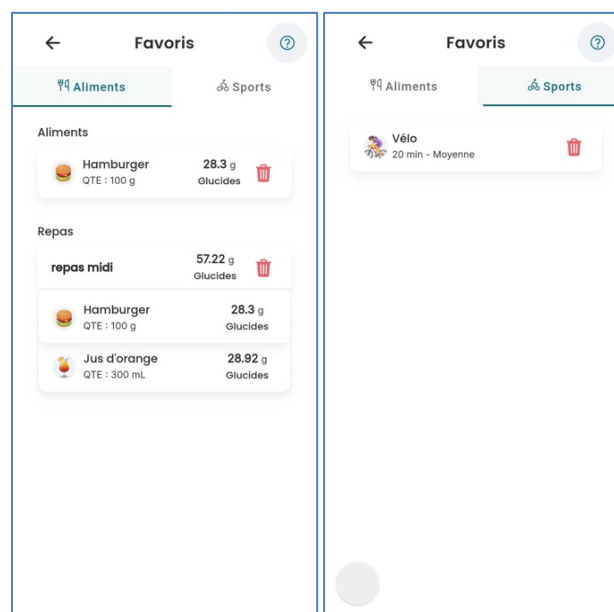 Favoris
Aliments
Sports
Aliments
Hamburger
QTE : 100 g
28.3 g
Glucides
Repas
repas midi
57.22 g
Glucides
Hamburger
QTE : 100 g
28.3 g
Glucides
Jus d'orange
QTE : 300 mL
28.92 g
Glucides
Favoris
Aliments
Sports
Vélo
20 min - Moyenne